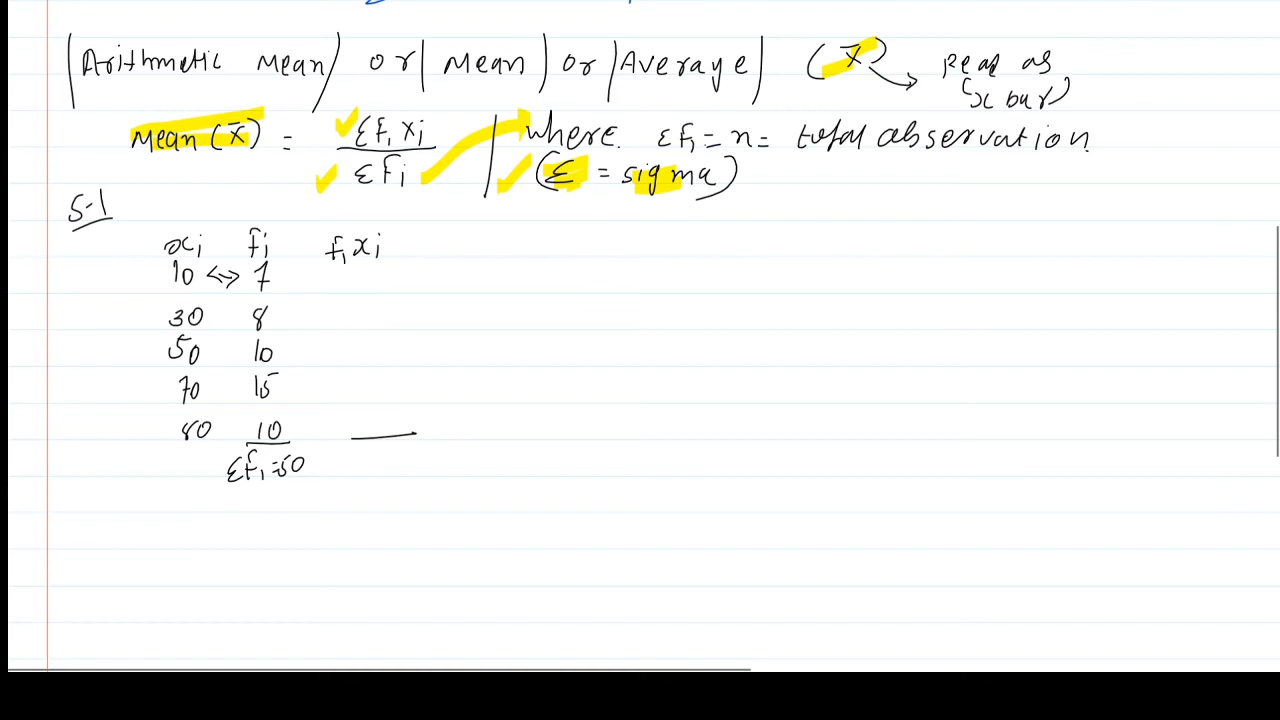 Arithmetic Mean or Mean or Average (x̄) Read as
(x bar)
Mean (x̄) = Σfixi / Σfi where Σfi = n = total observation
(Σ = sigma)
S-1
xi fi fixi
10 ↔ 7
30 8
50 10
70 15
80 10
Σfi = 50